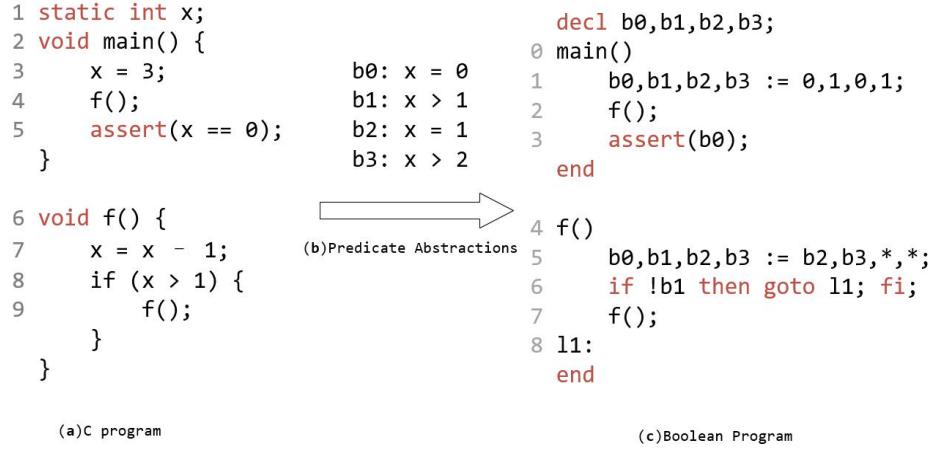 1 static int x;
2 void main() {
3 x = 3;
4 f();
5 assert(x == 0);
}
6 void f() {
7 x = x - 1;
8 if (x > 1) {
9 f();
}
}
(a)C program
b0: x = 0
b1: x > 1
b2: x = 1
b3: x > 2
(b)Predicate Abstractions
decl b0,b1,b2,b3;
0 main()
1 b0,b1,b2,b3 := 0,1,0,1;
2 f();
3 assert(b0);
end
4 f()
5 b0,b1,b2,b3 := b2,b3,*,*;
6 if !b1 then goto l1; fi;
7 f();
8 l1:
end
(c)Boolean Program